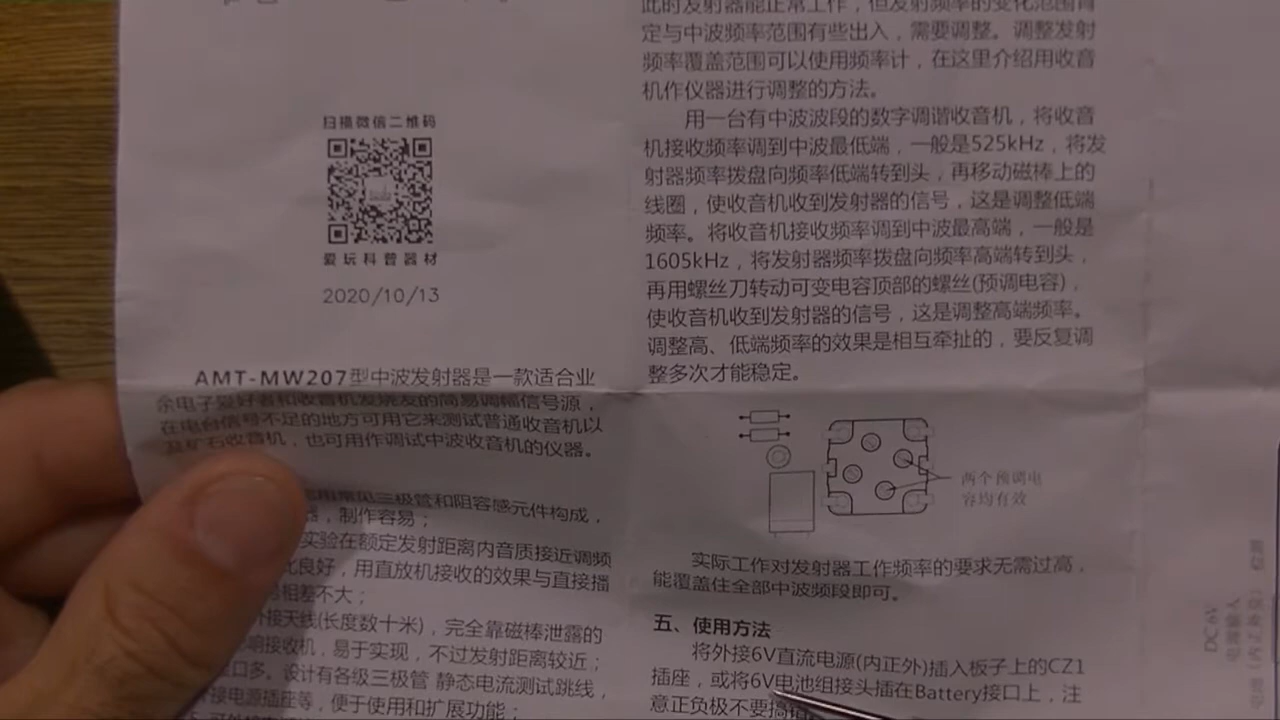 扫描微信二维码
爱玩科普器材
2020/10/13
AMT-MW207型中波发射器是一款适合业
余电子爱好者和收音机发烧友的简易调幅信号源，
在电台信号不足的地方可用它来测试普通收音机以
及矿石收音机，也可用作调试中波收音机的仪器。
用常见三极管和阻容感元件构成，
器，制作容易；
实验在额定发射距离内音质接近调频
比良好，用直放机接收的效果与直接播
相差不大；
外接天线(长度数十米)，完全靠磁棒泄露的
影响接收机，易于实现，不过发射距离较近；
口多。设计有各级三极管 静态电流测试跳线，
接电源插座等，便于使用和扩展功能；
此时发射器能正常工作，但发射频率的变化范围肯
定与中波频率范围有些出入，需要调整。调整发射
频率覆盖范围可以使用频率计，在这里介绍用收音
机作仪器进行调整的方法。
用一台有中波波段的数字调谐收音机，将收音
机接收频率调到中波最低端，一般是525kHz，将发
射器频率拨盘向频率低端转到头，再移动磁棒上的
线圈，使收音机收到发射器的信号，这是调整低端
频率。将收音机接收频率调到中波最高端，一般是
1605kHz，将发射器频率拨盘向频率高端转到头，
再用螺丝刀转动可变电容顶部的螺丝(预调电容)，
使收音机收到发射器的信号，这是调整高端频率。
调整高、低端频率的效果是相互牵扯的，要反复调
整多次才能稳定。
两个预调电
容均有效
实际工作对发射器工作频率的要求无需过高，
能覆盖住全部中波频段即可。
五、使用方法
将外接6V直流电源(内正外)插入板子上的CZ1
插座，或将6V电池组接头插在Battery接口上，注
意正负极不要搞错
DC 6V
电源输入